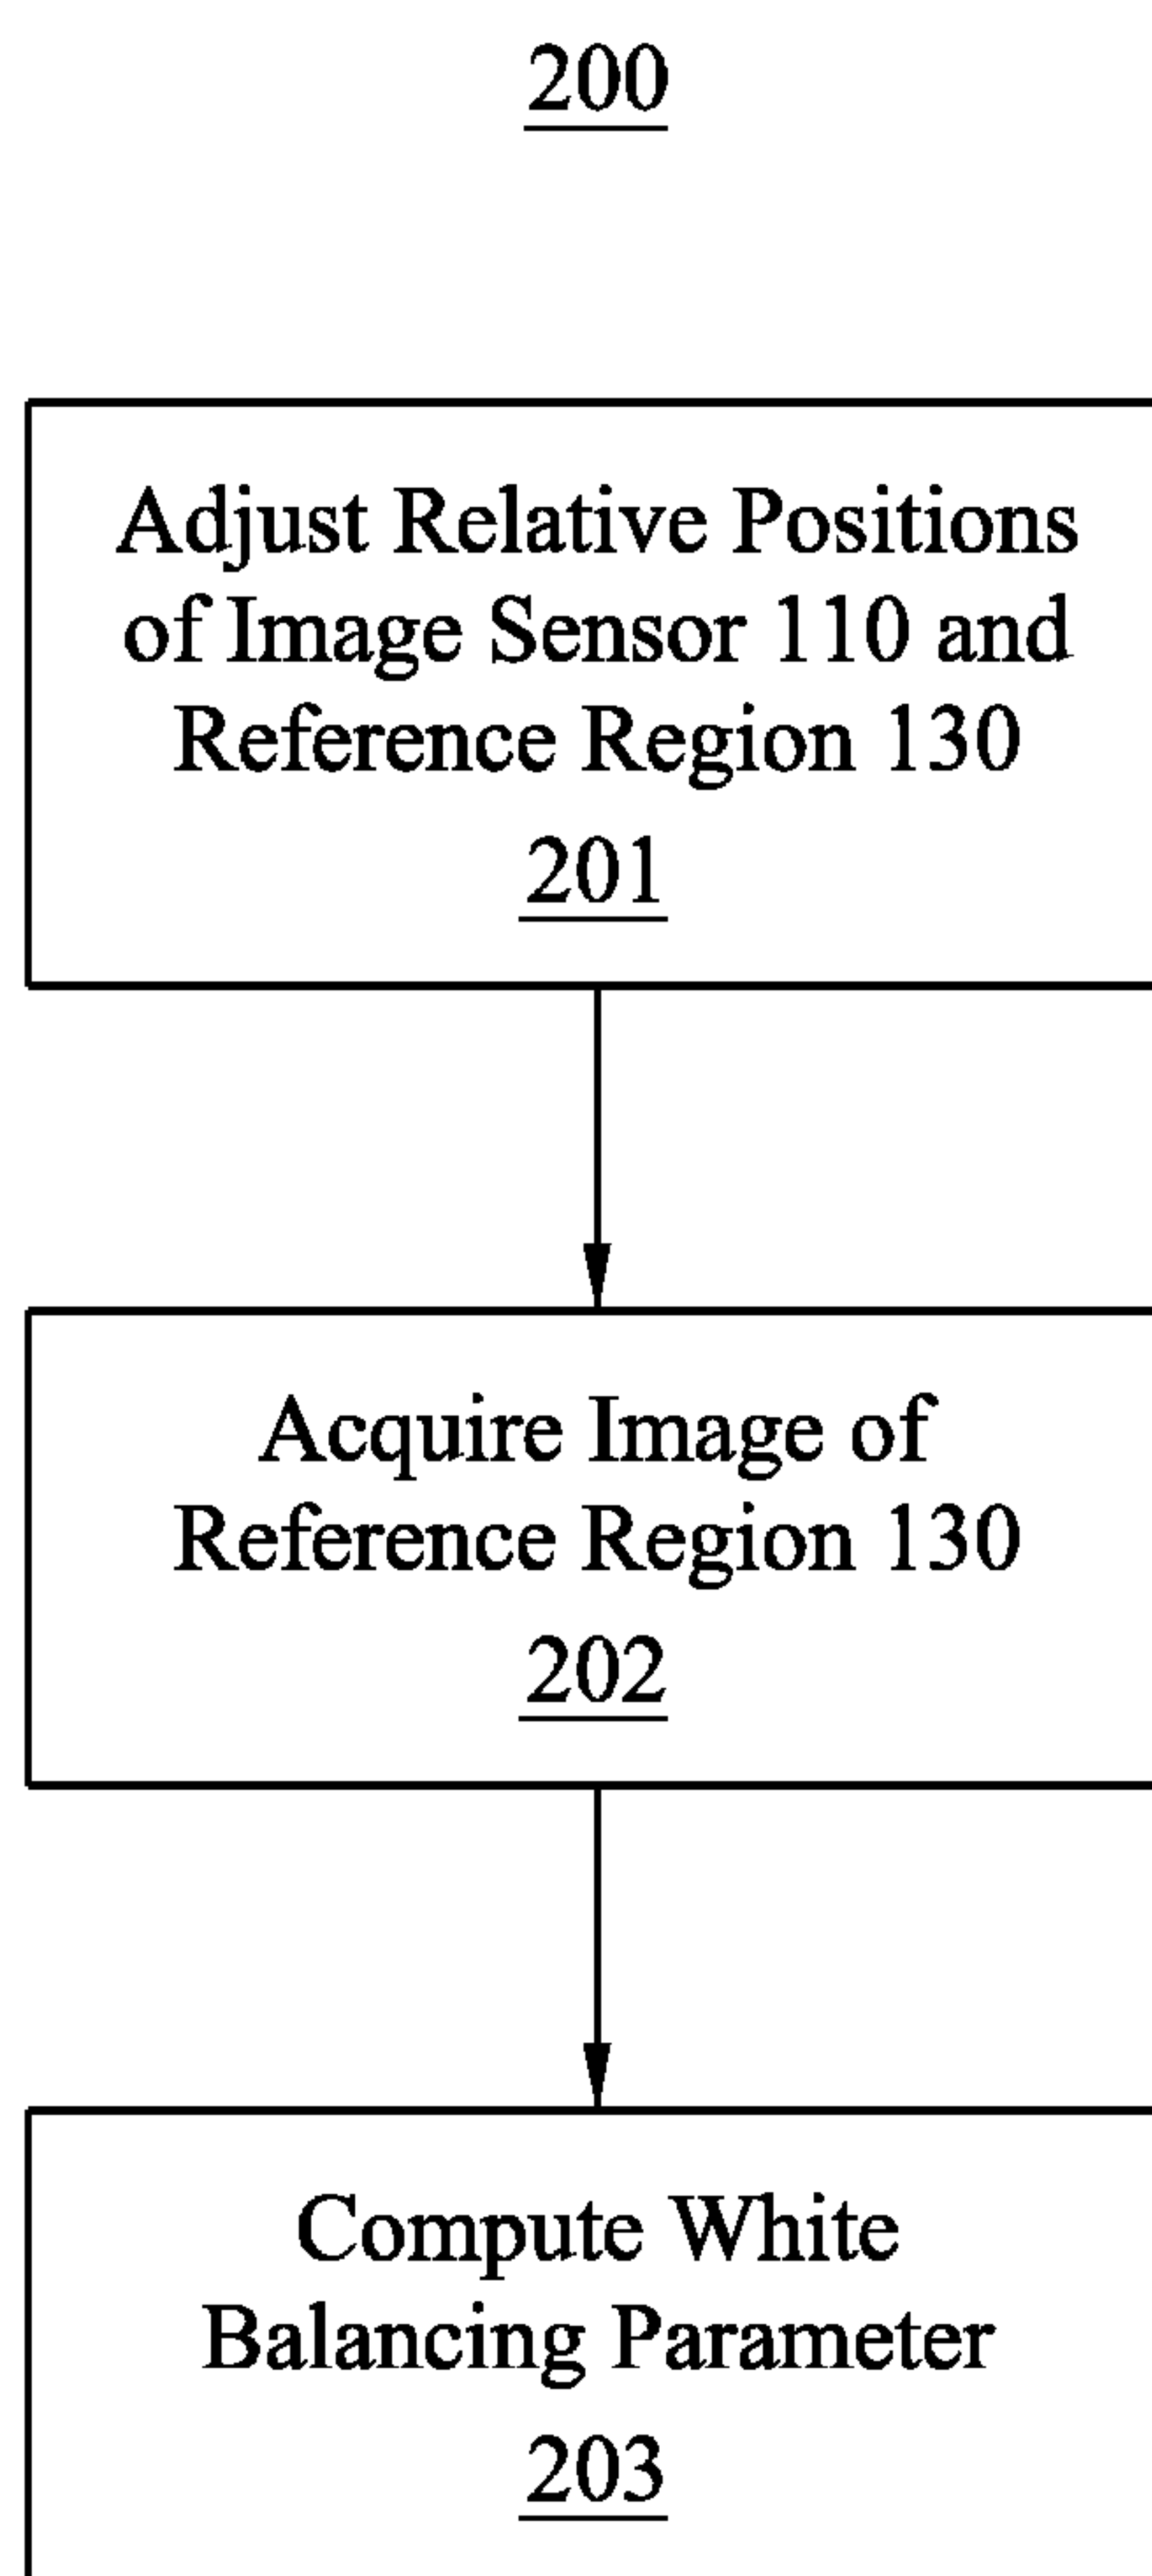 200
Adjust Relative Positions
of Image Sensor 110 and
Reference Region 130
201
Acquire Image of
Reference Region 130
202
Compute White
Balancing Parameter
203